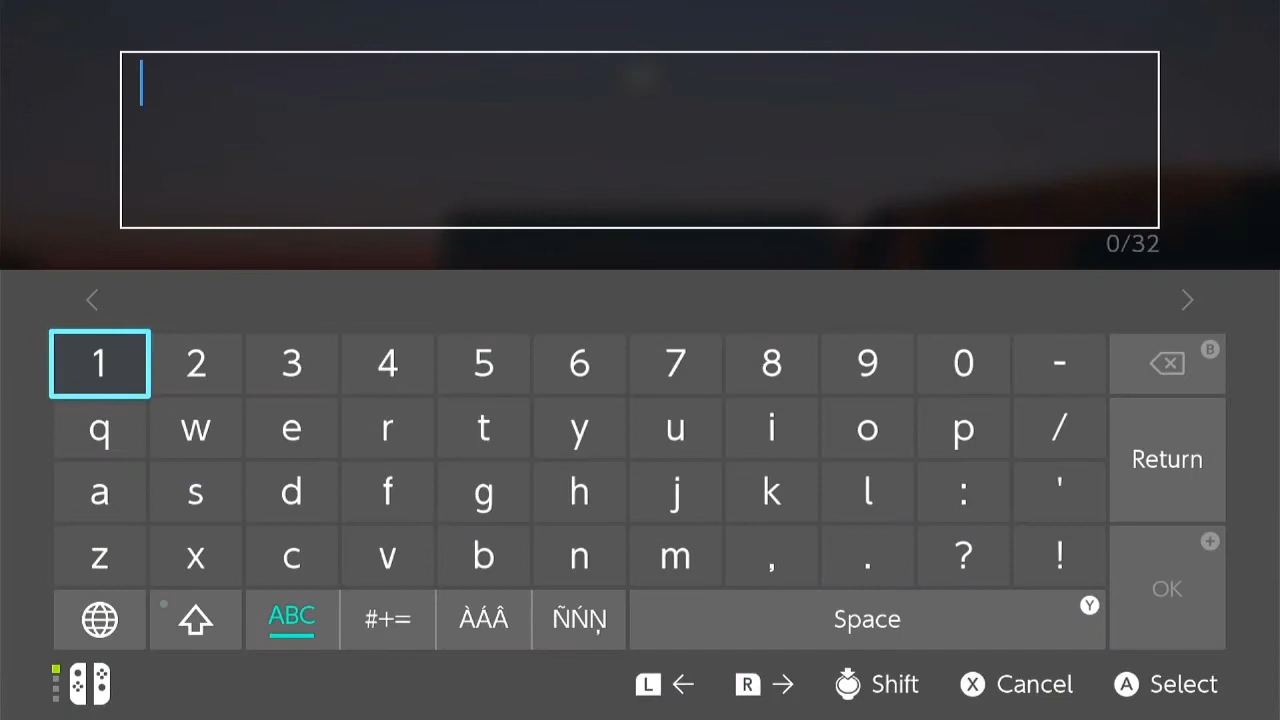 0/32
1 2 3 4 5 6 7 8 9 0 - B
q w e r t y u i o p /
Return
a s d f g h j k l : '
z x c v b n m , . ? !
OK
ABC #+= ÀÁÂ ÑŃŅ Space Y
L ← R → Shift X Cancel A Select